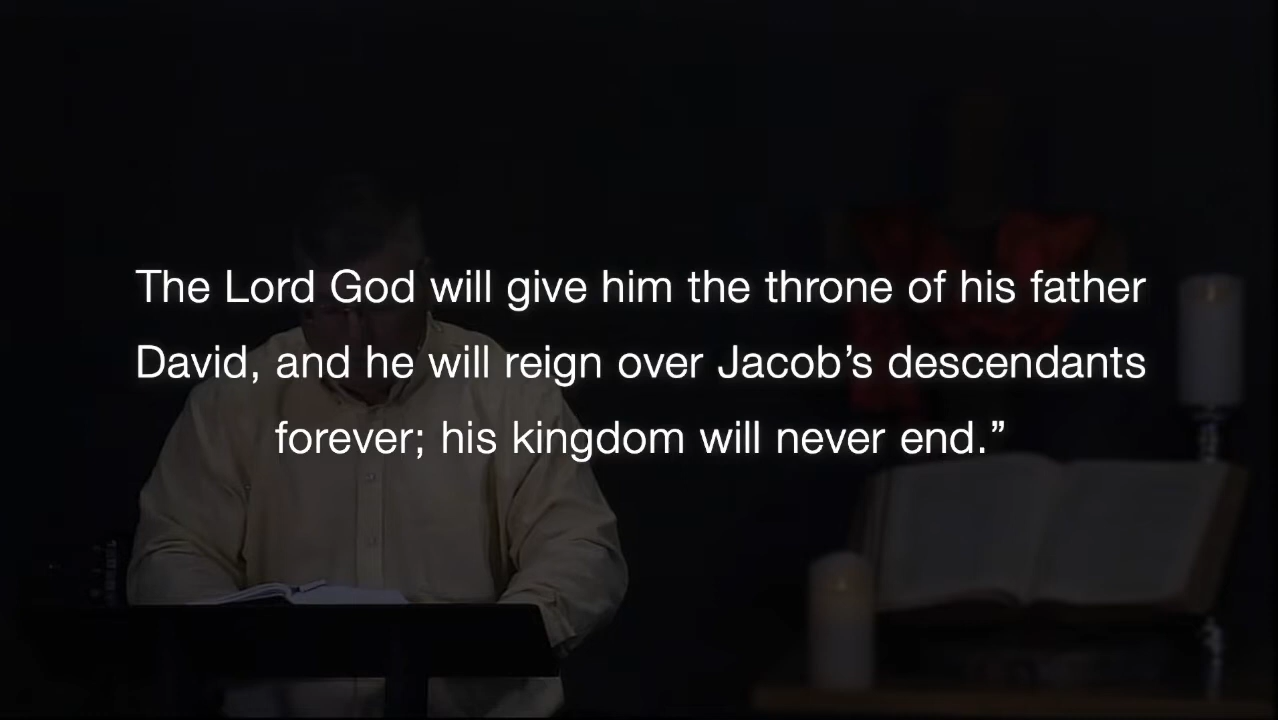 The Lord God will give him the throne of his father
David, and he will reign over Jacob’s descendants
forever; his kingdom will never end.”